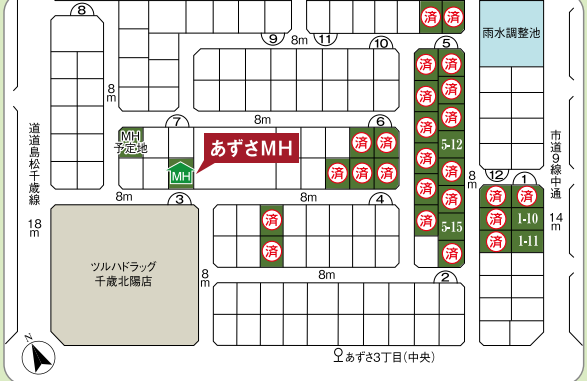 済 済
雨水調整池
8
9
8m
11
10
5
済 済
済
済
済
済
5-12
8m
8m
7
6
MH
予定地
あずさMH
済 済
済 済
MH
済 済 済
済
済
5-15
済
8m
道道島松千歳線
18m
市道9線中通
14m
12
1
済 済
済 1-10
済 1-11
8m
3
8m
4
ツルハドラッグ
千歳北陽店
済
済
8m
8m
2
N
あずさ3丁目(中央)